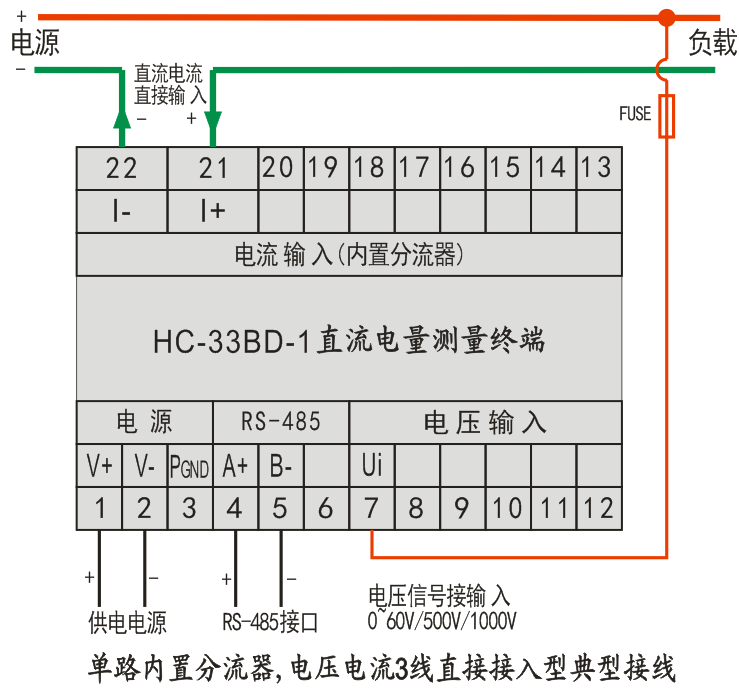 +
电源 负载
-
直流电流
直接输入
- +
FUSE
22 21 20 19 18 17 16 15 14 13
I- I+
电流输入(内置分流器)
HC-33BD-1直流电量测量终端
电源 RS-485 电压输入
V+ V- PGND A+ B- Ui
1 2 3 4 5 6 7 8 9 10 11 12
+ - + -
供电电源 RS-485接口
电压信号接输入
0~60V/500V/1000V
单路内置分流器,电压电流3线直接接入型典型接线